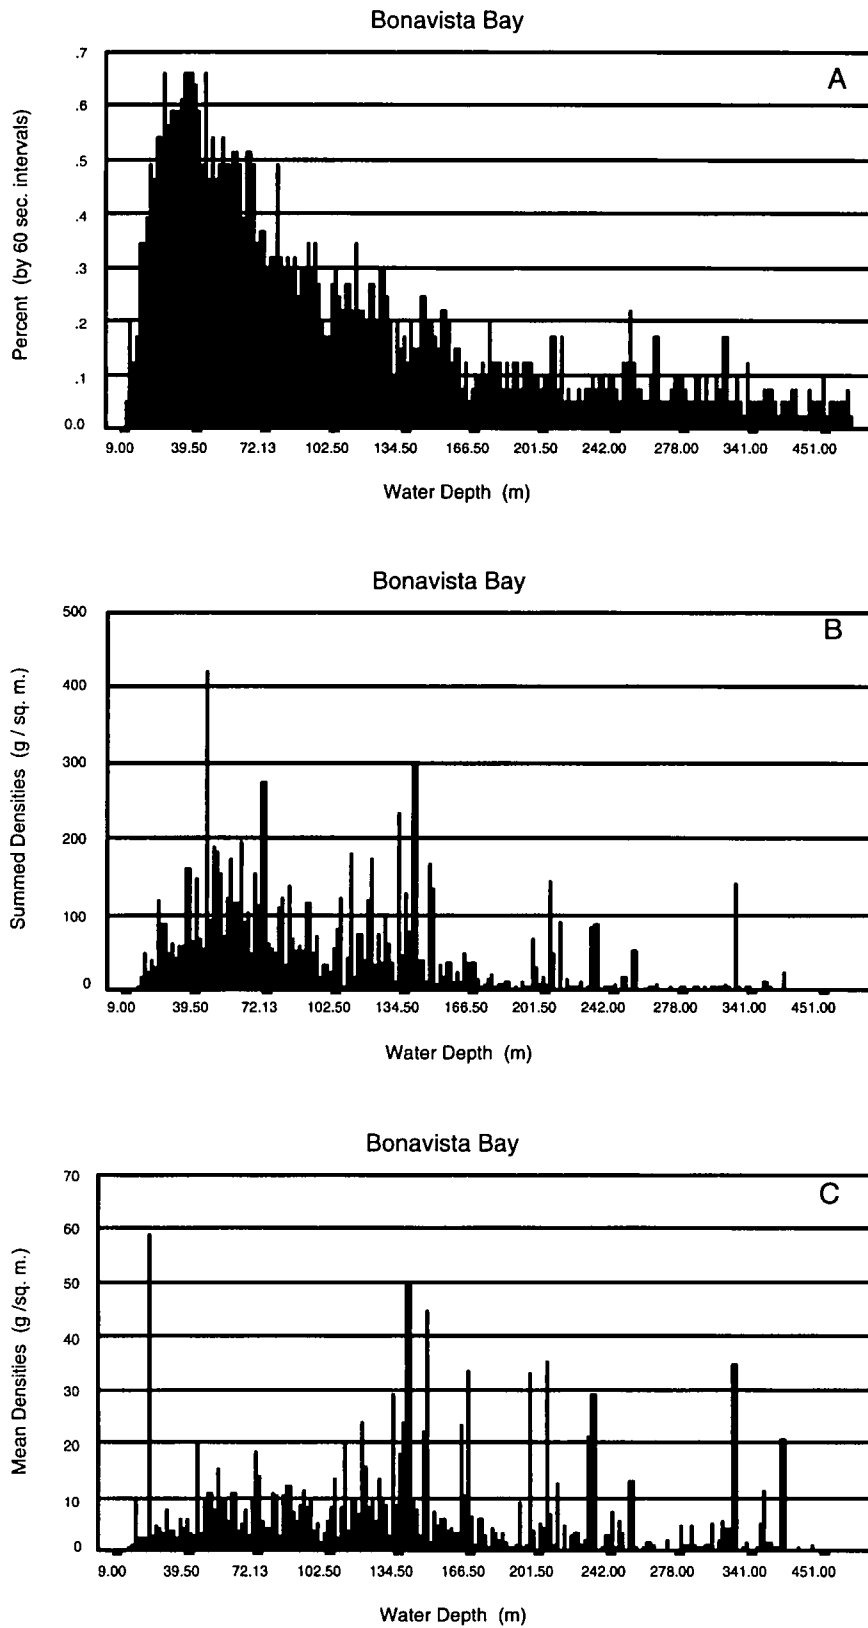 Bonavista Bay
A
Percent (by 60 sec. intervals)
.7
.6
.5
.4
.3
.2
.1
0.0
9.00 39.50 72.13 102.50 134.50 166.50 201.50 242.00 278.00 341.00 451.00
Water Depth (m)
Bonavista Bay
B
Summed Densities (g / sq. m.)
500
400
300
200
100
0
9.00 39.50 72.13 102.50 134.50 166.50 201.50 242.00 278.00 341.00 451.00
Water Depth (m)
Bonavista Bay
C
Mean Densities (g /sq. m.)
70
60
50
40
30
20
10
0
9.00 39.50 72.13 102.50 134.50 166.50 201.50 242.00 278.00 341.00 451.00
Water Depth (m)